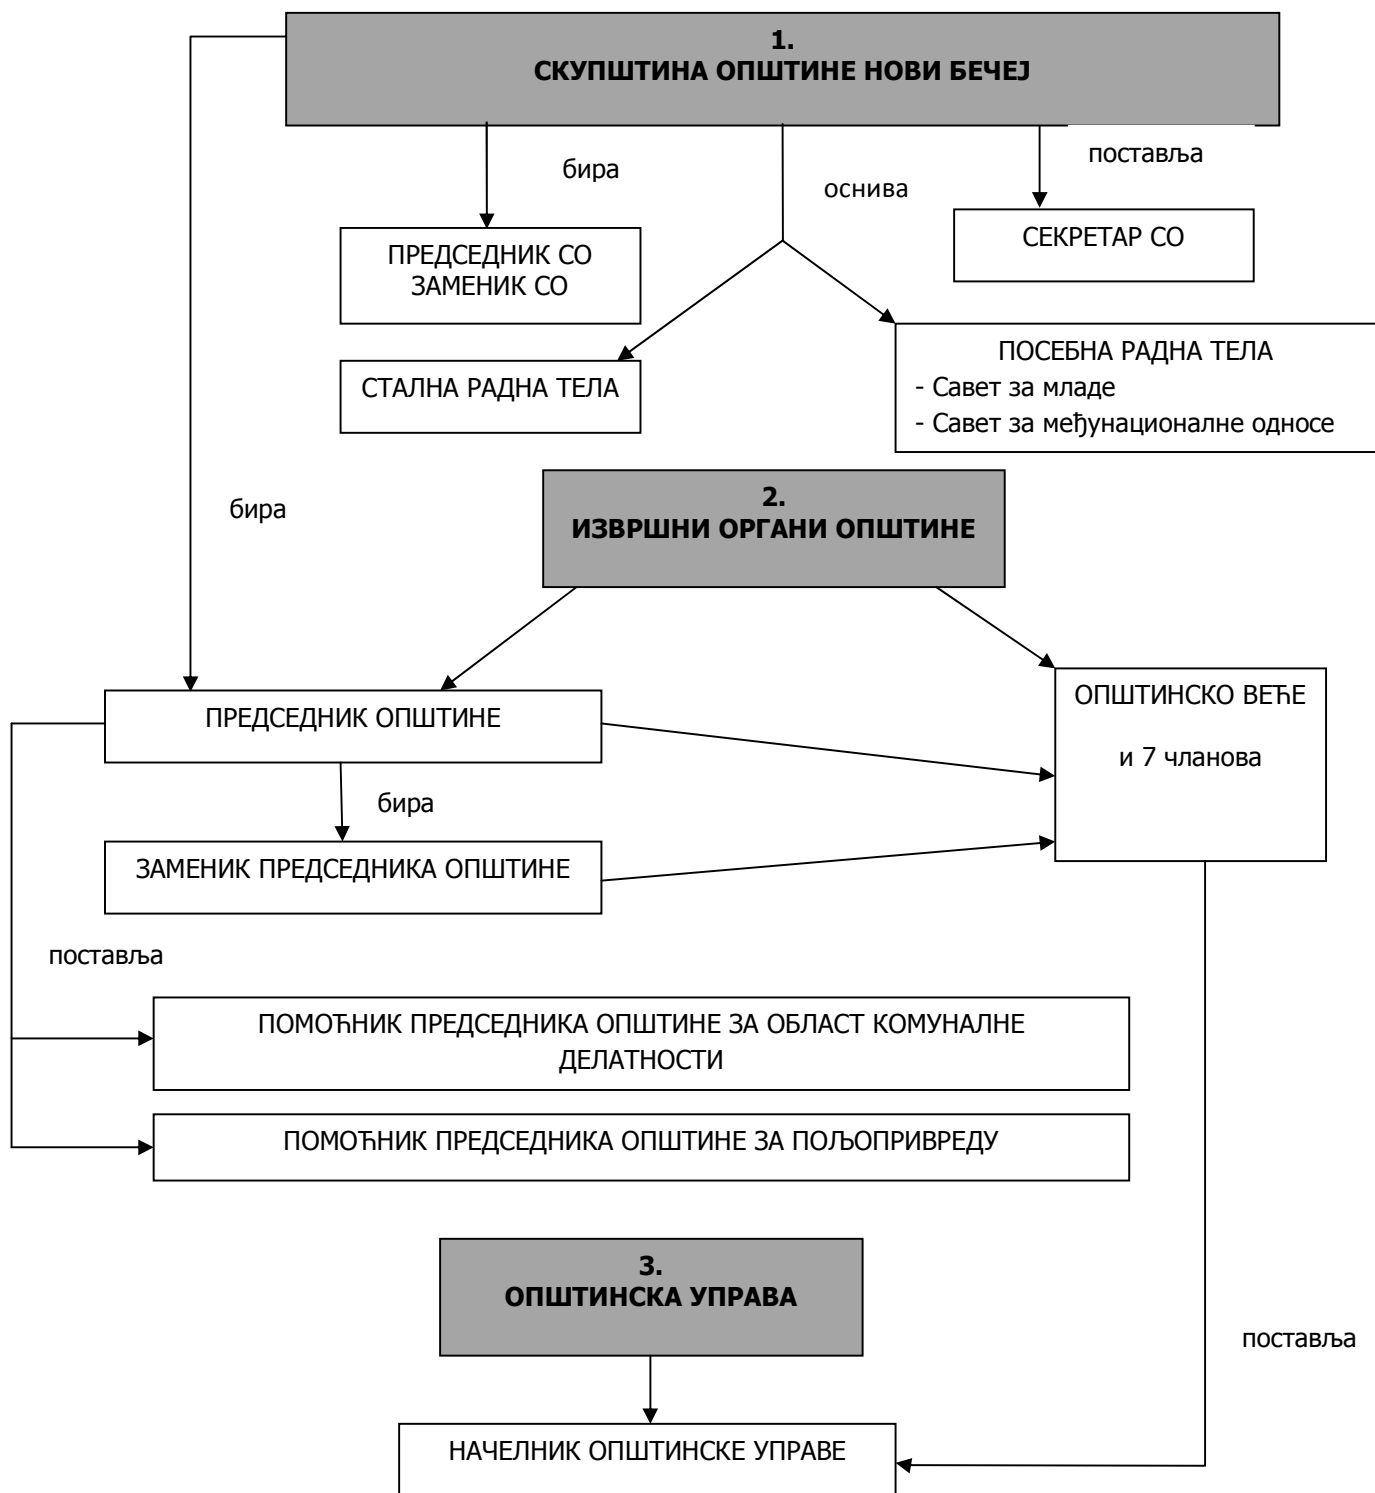 1.
СКУПШТИНА ОПШТИНЕ НОВИ БЕЧЕЈ
бира
оснива
поставља
ПРЕДСЕДНИК СО
ЗАМЕНИК СО
СЕКРЕТАР СО
СТАЛНА РАДНА ТЕЛА
ПОСЕБНА РАДНА ТЕЛА
- Савет за младе
- Савет за међунационалне односе
бира
2.
ИЗВРШНИ ОРГАНИ ОПШТИНЕ
ПРЕДСЕДНИК ОПШТИНЕ
ОПШТИНСКО ВЕЋЕ
и 7 чланова
бира
ЗАМЕНИК ПРЕДСЕДНИКА ОПШТИНЕ
поставља
ПОМОЋНИК ПРЕДСЕДНИКА ОПШТИНЕ ЗА ОБЛАСТ КОМУНАЛНЕ
ДЕЛАТНОСТИ
ПОМОЋНИК ПРЕДСЕДНИКА ОПШТИНЕ ЗА ПОЉОПРИВРЕДУ
3.
ОПШТИНСКА УПРАВА
поставља
НАЧЕЛНИК ОПШТИНСКЕ УПРАВЕ